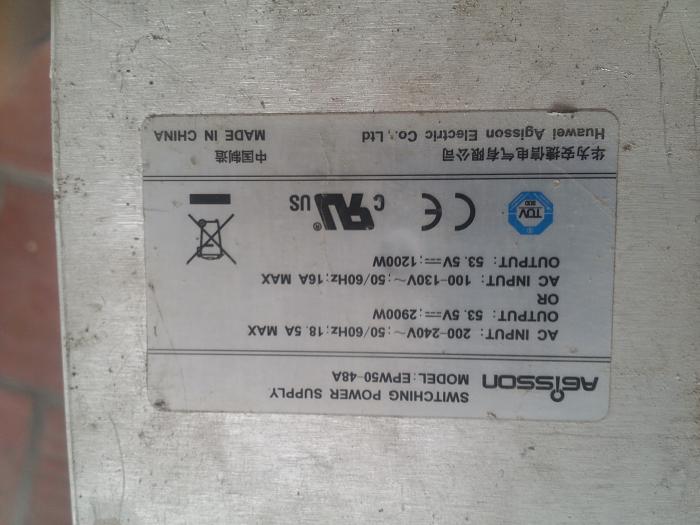 AGISSON
SWITCHING POWER SUPPLY
MODEL:EPW50-48A
AC INPUT: 200-240V～;50/60Hz;18.5A MAX
OUTPUT: 53.5V⎓;2900W
OR
AC INPUT: 100-130V～;50/60Hz;16A MAX
OUTPUT: 53.5V⎓;1200W
TÜV
SÜD
CE
c RU® US
华为安捷信电气有限公司
中国制造
Huawei Agisson Electric Co., Ltd
MADE IN CHINA